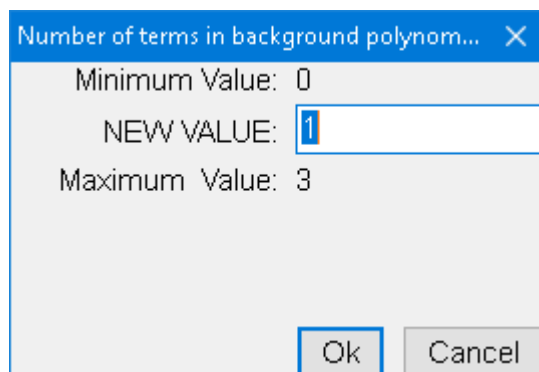 Number of terms in background polynom...
Minimum Value: 0
NEW VALUE: 1
Maximum Value: 3
Ok Cancel